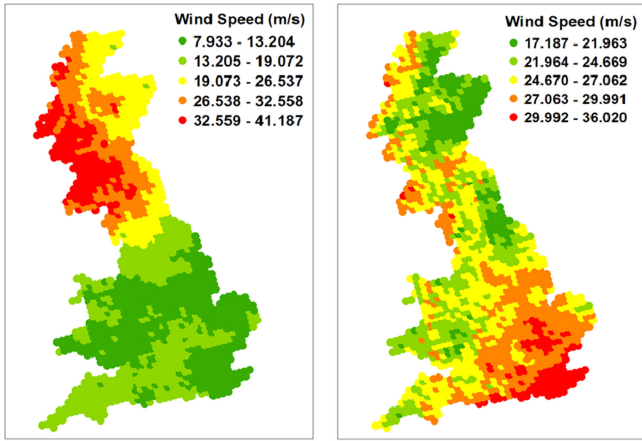 Wind Speed (m/s)
7.933 - 13.204
13.205 - 19.072
19.073 - 26.537
26.538 - 32.558
32.559 - 41.187
Wind Speed (m/s)
17.187 - 21.963
21.964 - 24.669
24.670 - 27.062
27.063 - 29.991
29.992 - 36.020